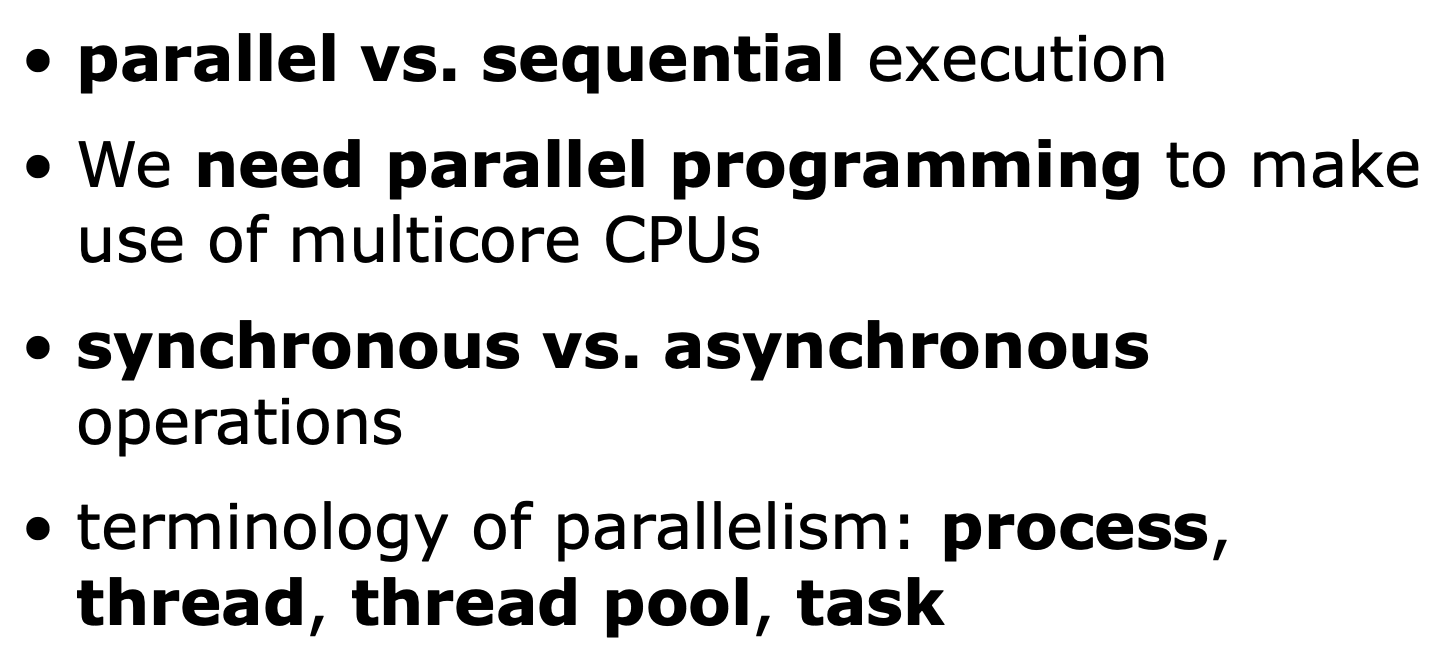 • parallel vs. sequential execution
• We need parallel programming to make
use of multicore CPUs
• synchronous vs. asynchronous
operations
• terminology of parallelism: process,
thread, thread pool, task